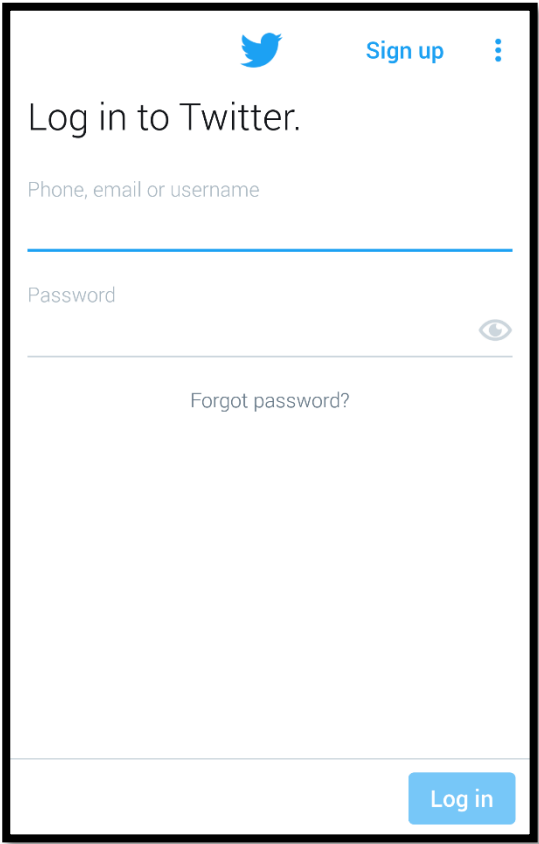 Sign up
Log in to Twitter.
Phone, email or username
Password
Forgot password?
Log in